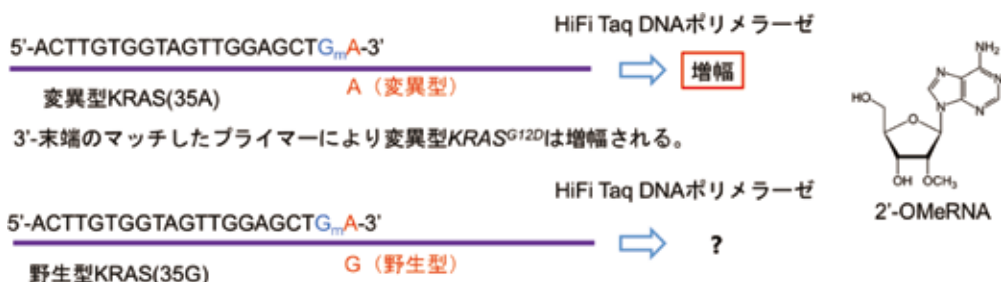 HiFi Taq DNAポリメラーゼ
5'-ACTTGTGGTAGTTGGAGCTGmA-3'
増幅
A（変異型）
変異型KRAS(35A)
3'-末端のマッチしたプライマーにより変異型KRASG12Dは増幅される。
NH2
N
N
N
N
HO
O
OH OCH3
2'-OMeRNA
HiFi Taq DNAポリメラーゼ
5'-ACTTGTGGTAGTTGGAGCTGmA-3'
?
G（野生型）
野生型KRAS(35G)